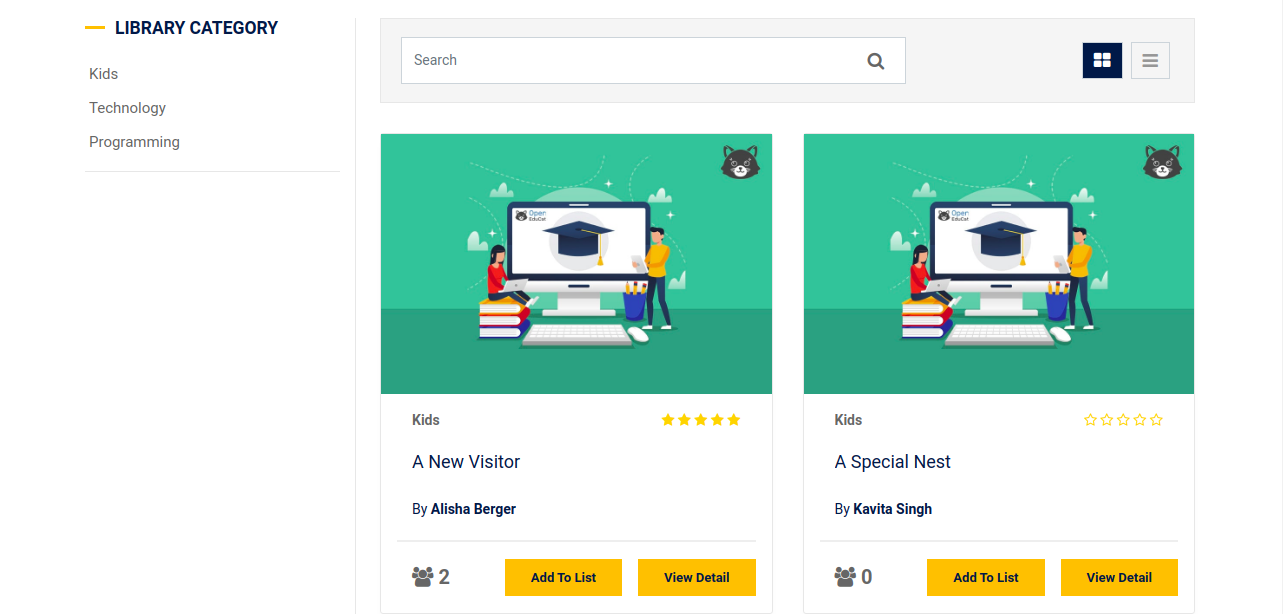 LIBRARY CATEGORY
Kids
Technology
Programming
Search
Open
EduCat
Open
EduCat
Kids
A New Visitor
By Alisha Berger
2
Add To List
View Detail
Kids
A Special Nest
By Kavita Singh
0
Add To List
View Detail